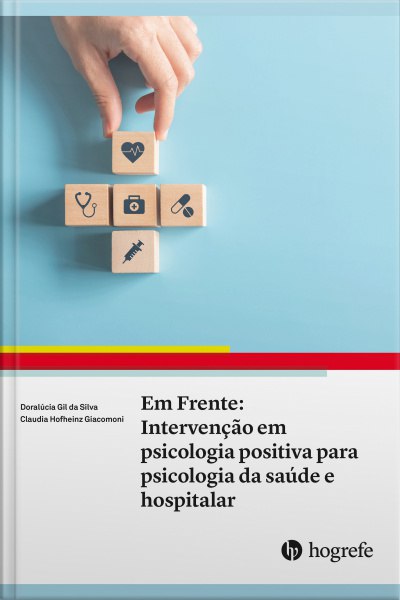 Doralúcia Gil da Silva
Claudia Hofheinz Giacomoni
Em Frente:
Intervenção em
psicologia positiva para
psicologia da saúde e
hospitalar
hogrefe